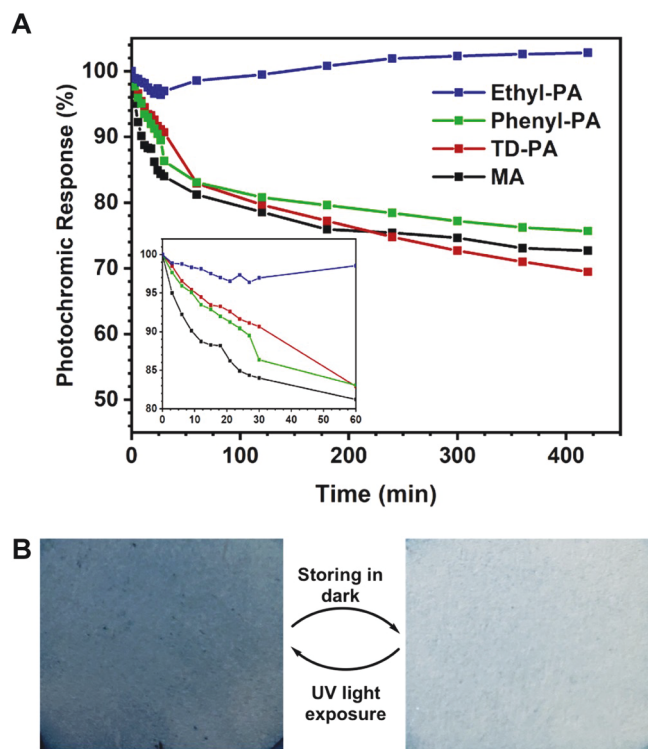 A
Photochromic Response (%)
100
90
80
70
60
50
Ethyl-PA
Phenyl-PA
TD-PA
MA
100
95
90
85
80
0 10 20 30 40 50 60
0 100 200 300 400
Time (min)
B
Storing in
dark
UV light
exposure